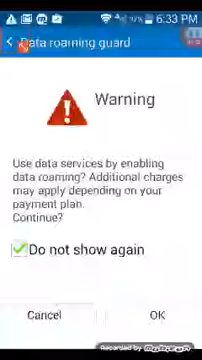 6:33 PM
Data roaming guard
Warning
Use data services by enabling
data roaming? Additional charges
may apply depending on your
payment plan.
Continue?
Do not show again
Cancel
OK
Recorded by